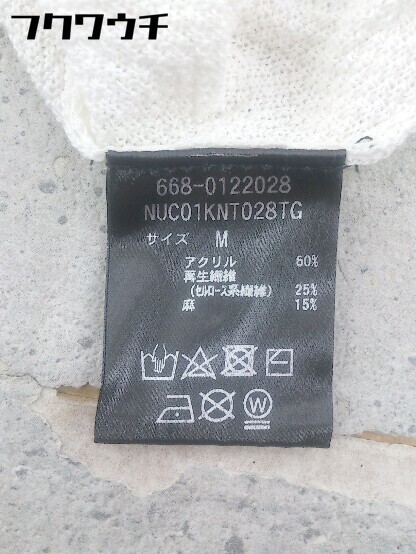 フクワウチ
668-0122028
NUC01KNT028TG
サイズ M
アクリル 60%
再生繊維
(セルロース系繊維) 25%
麻 15%
W